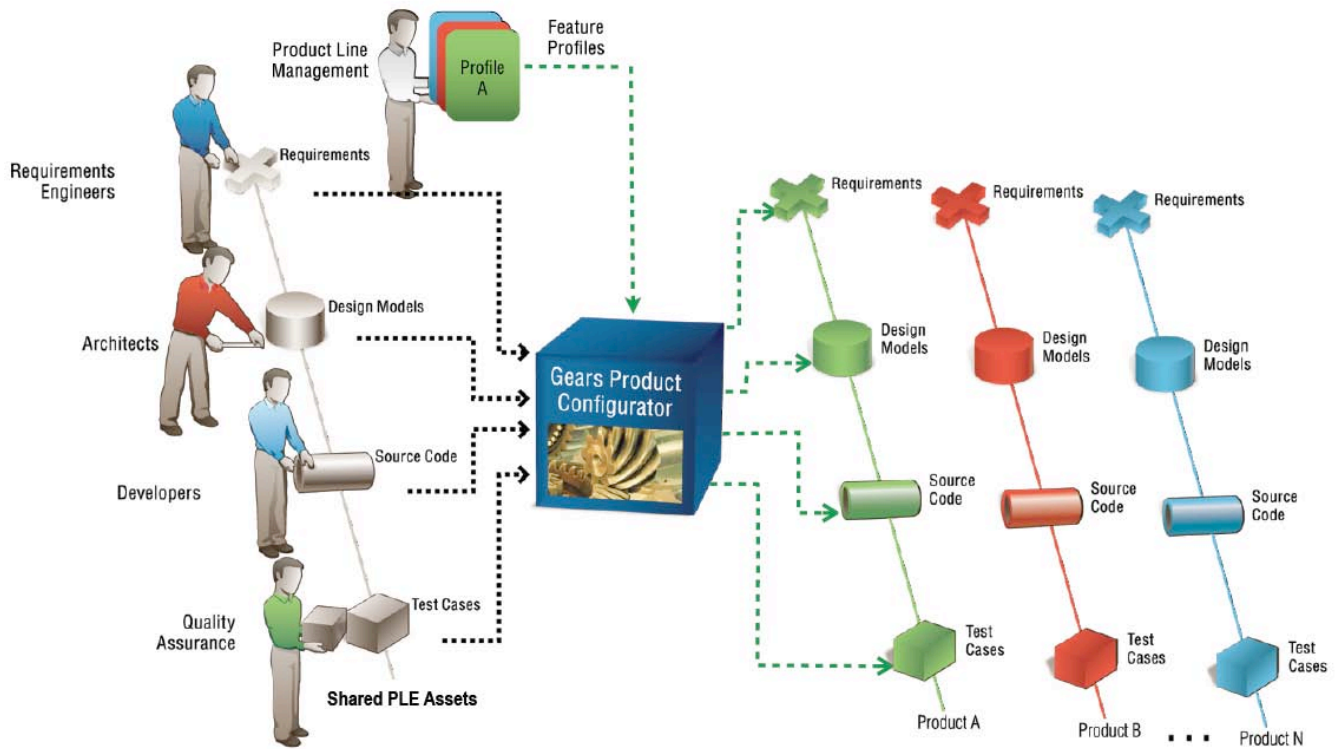 Product Line
Management
Feature
Profiles
Profile
A
Requirements
Engineers
Requirements
Architects
Design Models
Developers
Source Code
Quality
Assurance
Test Cases
Shared PLE Assets
Gears Product
Configurator
Requirements
Design
Models
Source
Code
Test
Cases
Product A
Requirements
Design
Models
Source
Code
Test
Cases
Product B
. . .
Requirements
Design
Models
Source
Code
Test
Cases
Product N